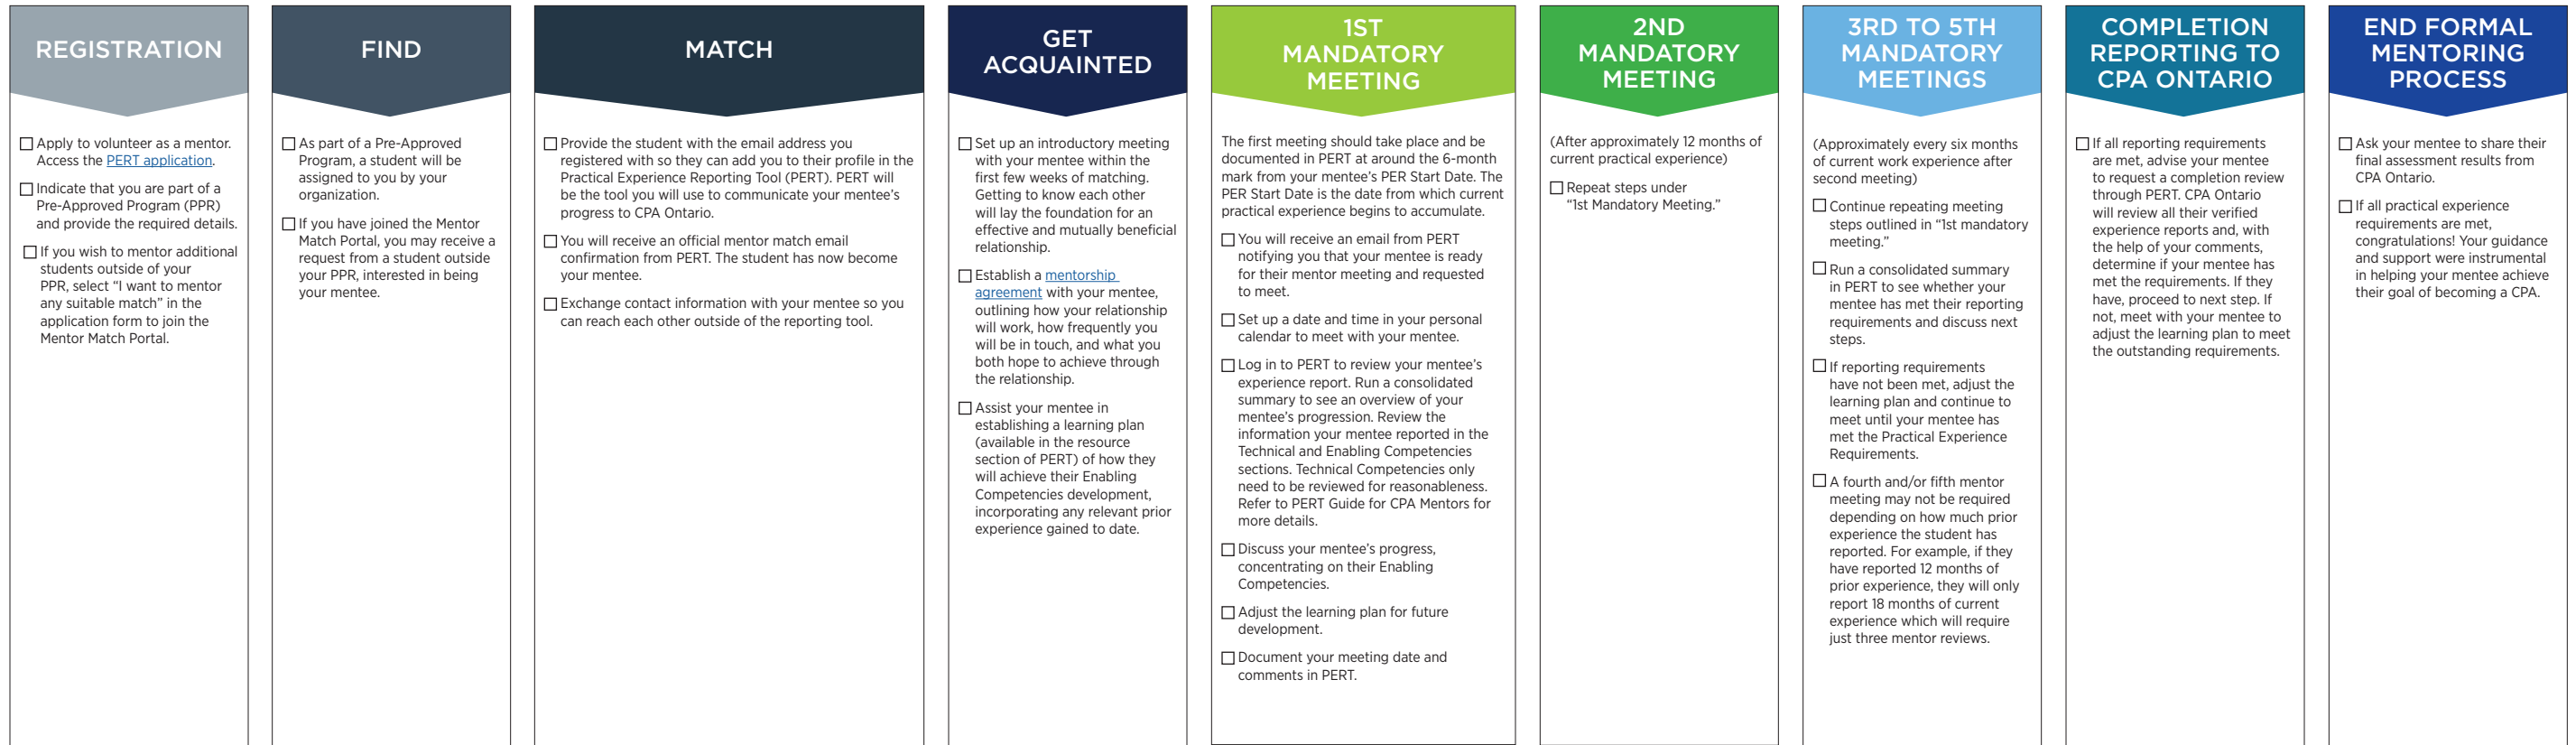 REGISTRATION
Apply to volunteer as a mentor.
Access the PERT application.
Indicate that you are part of a
Pre-Approved Program (PPR)
and provide the required details.
If you wish to mentor additional
students outside of your
PPR, select “I want to mentor
any suitable match” in the
application form to join the
Mentor Match Portal.
FIND
As part of a Pre-Approved
Program, a student will be
assigned to you by your
organization.
If you have joined the Mentor
Match Portal, you may receive a
request from a student outside
your PPR, interested in being
your mentee.
MATCH
Provide the student with the email address you
registered with so they can add you to their profile in the
Practical Experience Reporting Tool (PERT). PERT will
be the tool you will use to communicate your mentee’s
progress to CPA Ontario.
You will receive an official mentor match email
confirmation from PERT. The student has now become
your mentee.
Exchange contact information with your mentee so you
can reach each other outside of the reporting tool.
GET
ACQUAINTED
Set up an introductory meeting
with your mentee within the
first few weeks of matching.
Getting to know each other
will lay the foundation for an
effective and mutually beneficial
relationship.
Establish a mentorship
agreement with your mentee,
outlining how your relationship
will work, how frequently you
will be in touch, and what you
both hope to achieve through
the relationship.
Assist your mentee in
establishing a learning plan
(available in the resource
section of PERT) of how they
will achieve their Enabling
Competencies development,
incorporating any relevant prior
experience gained to date.
1ST
MANDATORY
MEETING
The first meeting should take place and be
documented in PERT at around the 6-month
mark from your mentee’s PER Start Date. The
PER Start Date is the date from which current
practical experience begins to accumulate.
You will receive an email from PERT
notifying you that your mentee is ready
for their mentor meeting and requested
to meet.
Set up a date and time in your personal
calendar to meet with your mentee.
Log in to PERT to review your mentee’s
experience report. Run a consolidated
summary to see an overview of your
mentee’s progression. Review the
information your mentee reported in the
Technical and Enabling Competencies
sections. Technical Competencies only
need to be reviewed for reasonableness.
Refer to PERT Guide for CPA Mentors for
more details.
Discuss your mentee’s progress,
concentrating on their Enabling
Competencies.
Adjust the learning plan for future
development.
Document your meeting date and
comments in PERT.
2ND
MANDATORY
MEETING
(After approximately 12 months of
current practical experience)
Repeat steps under
“1st Mandatory Meeting.”
3RD TO 5TH
MANDATORY
MEETINGS
(Approximately every six months
of current work experience after
second meeting)
Continue repeating meeting
steps outlined in “1st mandatory
meeting.”
Run a consolidated summary
in PERT to see whether your
mentee has met their reporting
requirements and discuss next
steps.
If reporting requirements
have not been met, adjust the
learning plan and continue to
meet until your mentee has
met the Practical Experience
Requirements.
A fourth and/or fifth mentor
meeting may not be required
depending on how much prior
experience the student has
reported. For example, if they
have reported 12 months of
prior experience, they will only
report 18 months of current
experience which will require
just three mentor reviews.
COMPLETION
REPORTING TO
CPA ONTARIO
If all reporting requirements
are met, advise your mentee
to request a completion review
through PERT. CPA Ontario
will review all their verified
experience reports and, with
the help of your comments,
determine if your mentee has
met the requirements. If they
have, proceed to next step. If
not, meet with your mentee to
adjust the learning plan to meet
the outstanding requirements.
END FORMAL
MENTORING
PROCESS
Ask your mentee to share their
final assessment results from
CPA Ontario.
If all practical experience
requirements are met,
congratulations! Your guidance
and support were instrumental
in helping your mentee achieve
their goal of becoming a CPA.